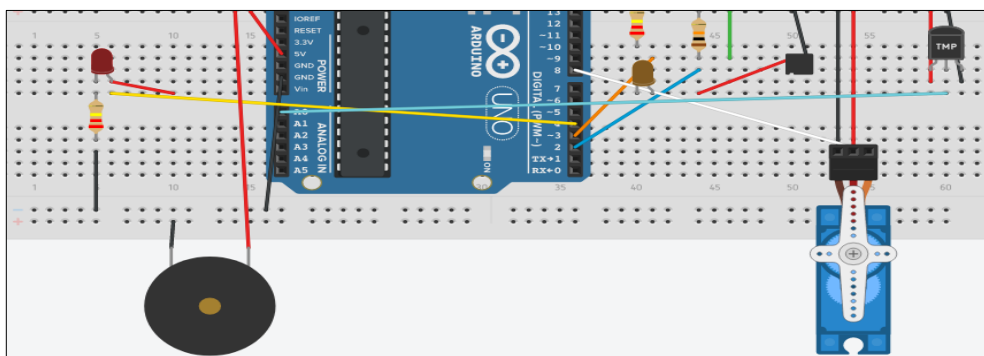 IOREF
RESET
3.3V
5V
GND
GND
Vin
POWER
A0
A1
A2
A3
A4
A5
ANALOG IN
ARDUINO
UNO
ON
13
12
~11
~10
~9
8
7
~6
~5
4
~3
2
TX→1
RX←0
DIGITAL (PWM~)
TMP
1
5
10
15
40
45
50
55
60
1
5
10
15
30
35
40
45
50
55
60